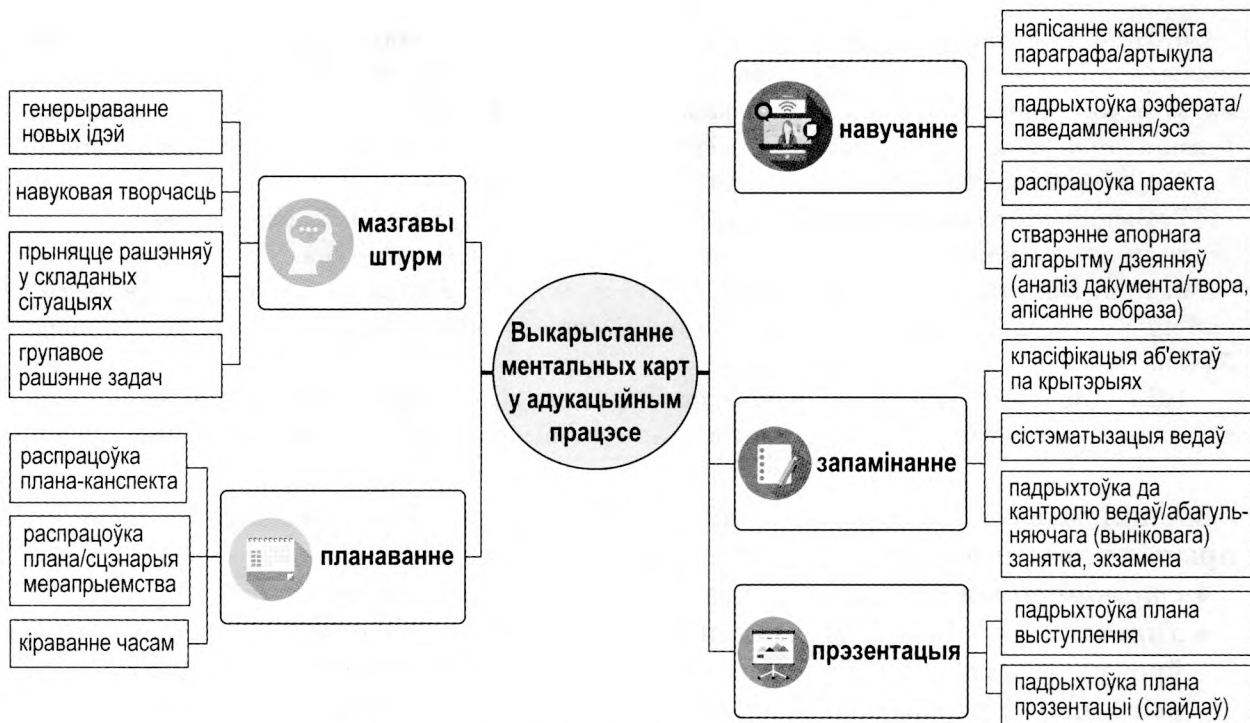 генерыраванне
новых ідэй
навуковая творчасць
прыняцце рашэнняў
у складаных
сітуацыях
групавое
рашэнне задач
мазгавы
штурм
распрацоўка
плана-канспекта
распрацоўка
плана/сцэнарыя
мерапрыемства
кіраванне часам
планаванне
Выкарыстанне
ментальных карт
у адукацыйным
працэсе
навучанне
напісанне канспекта
параграфа/артыкула
падрыхтоўка рэферата/
паведамлення/эсэ
распрацоўка праекта
стварэнне апорнага
алгарытму дзеянняў
(аналіз дакумента/твора,
апісанне вобраза)
запамінанне
класіфікацыя аб'ектаў
па крытэрыях
сістэматызацыя ведаў
падрыхтоўка да
кантролю ведаў/абагуль-
няючага (выніковага)
занятка, экзамена
прэзентацыя
падрыхтоўка плана
выступлення
падрыхтоўка плана
прэзентацыі (слайдаў)